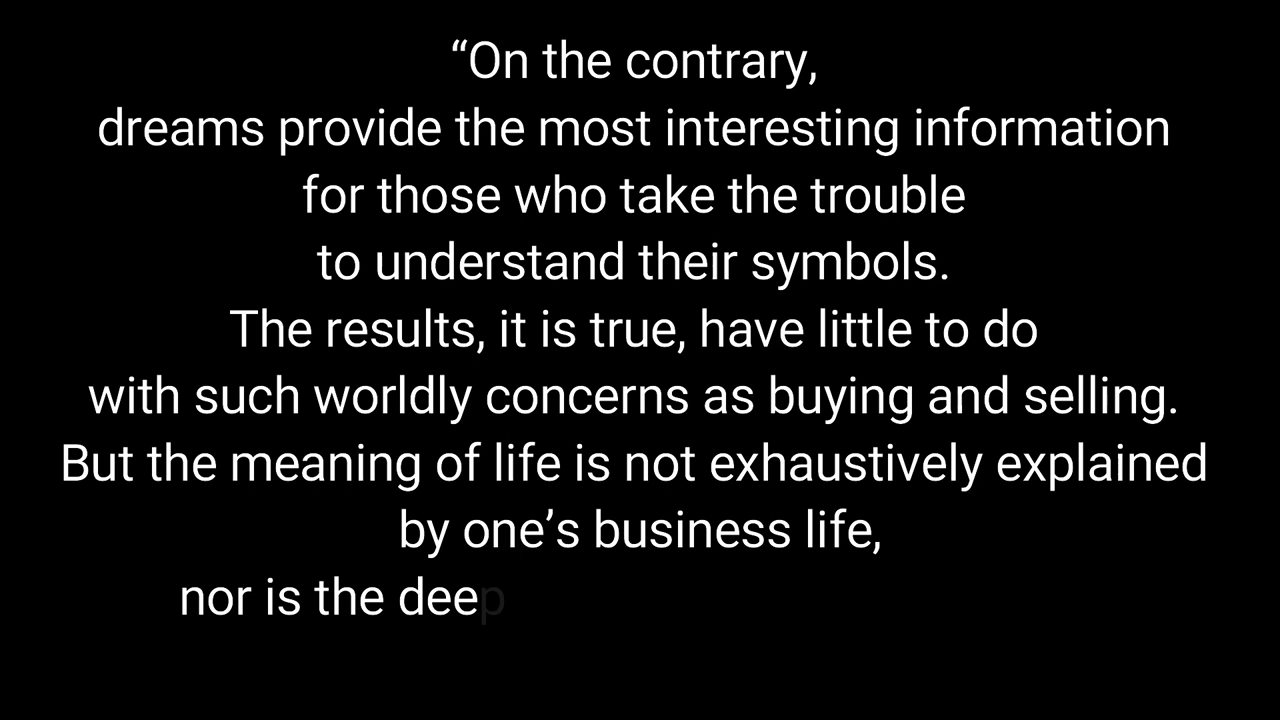 “On the contrary,
dreams provide the most interesting information
for those who take the trouble
to understand their symbols.
The results, it is true, have little to do
with such worldly concerns as buying and selling.
But the meaning of life is not exhaustively explained
by one’s business life,
nor is the deep